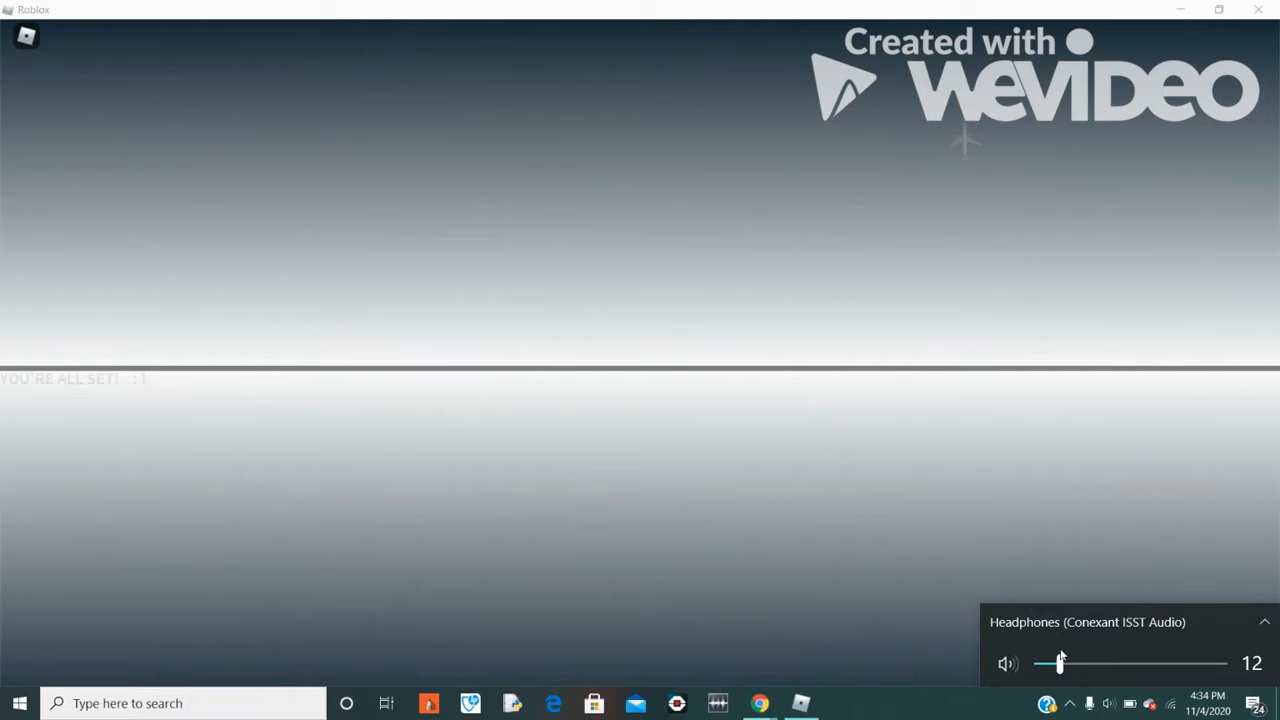 Roblox
Created with
WEVIDEO
YOU'RE ALL SET! :)
Headphones (Conexant ISST Audio)
12
Type here to search
4:34 PM
11/4/2020
24